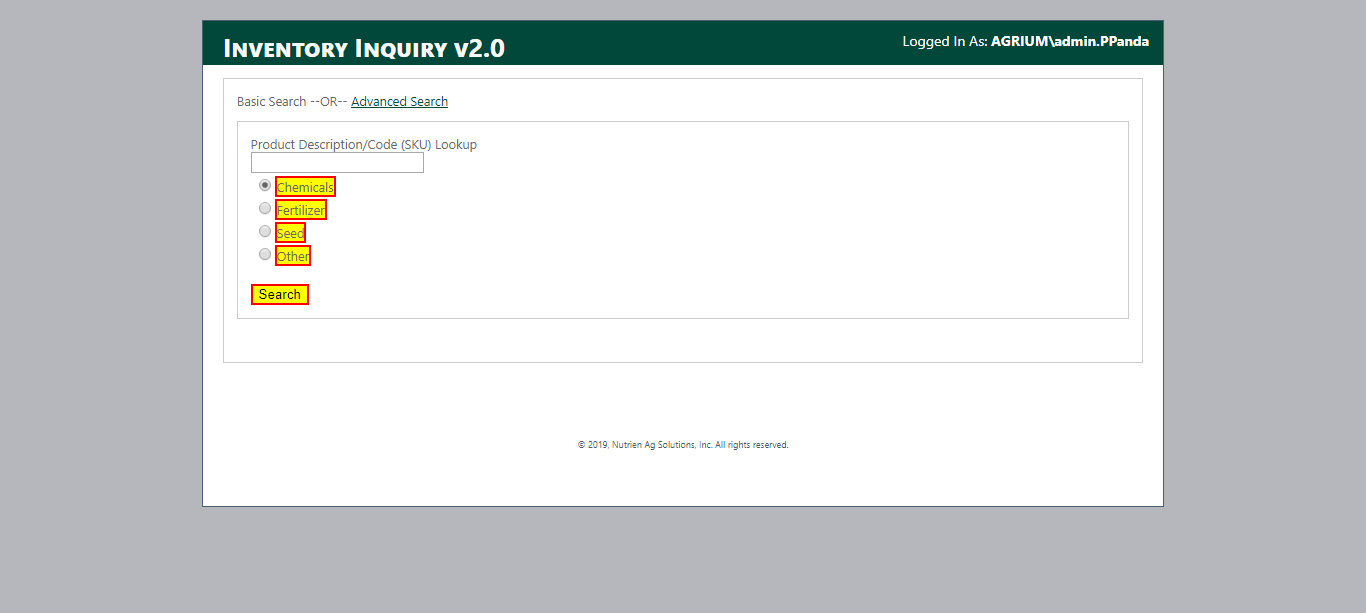 Inventory Inquiry v2.0
Logged In As: AGRIUM\admin.PPanda
Basic Search --OR-- Advanced Search
Product Description/Code (SKU) Lookup
Chemicals
Fertilizer
Seed
Other
Search
© 2019, Nutrien Ag Solutions, Inc. All rights reserved.